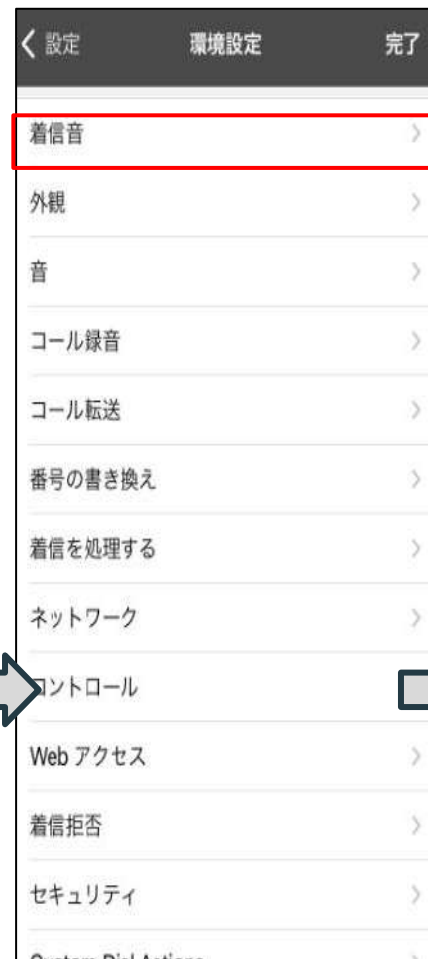 設定 環境設定 完了
着信音
外観
音
コール録音
コール転送
番号の書き換え
着信を処理する
ネットワーク
コントロール
Web アクセス
着信拒否
セキュリティ